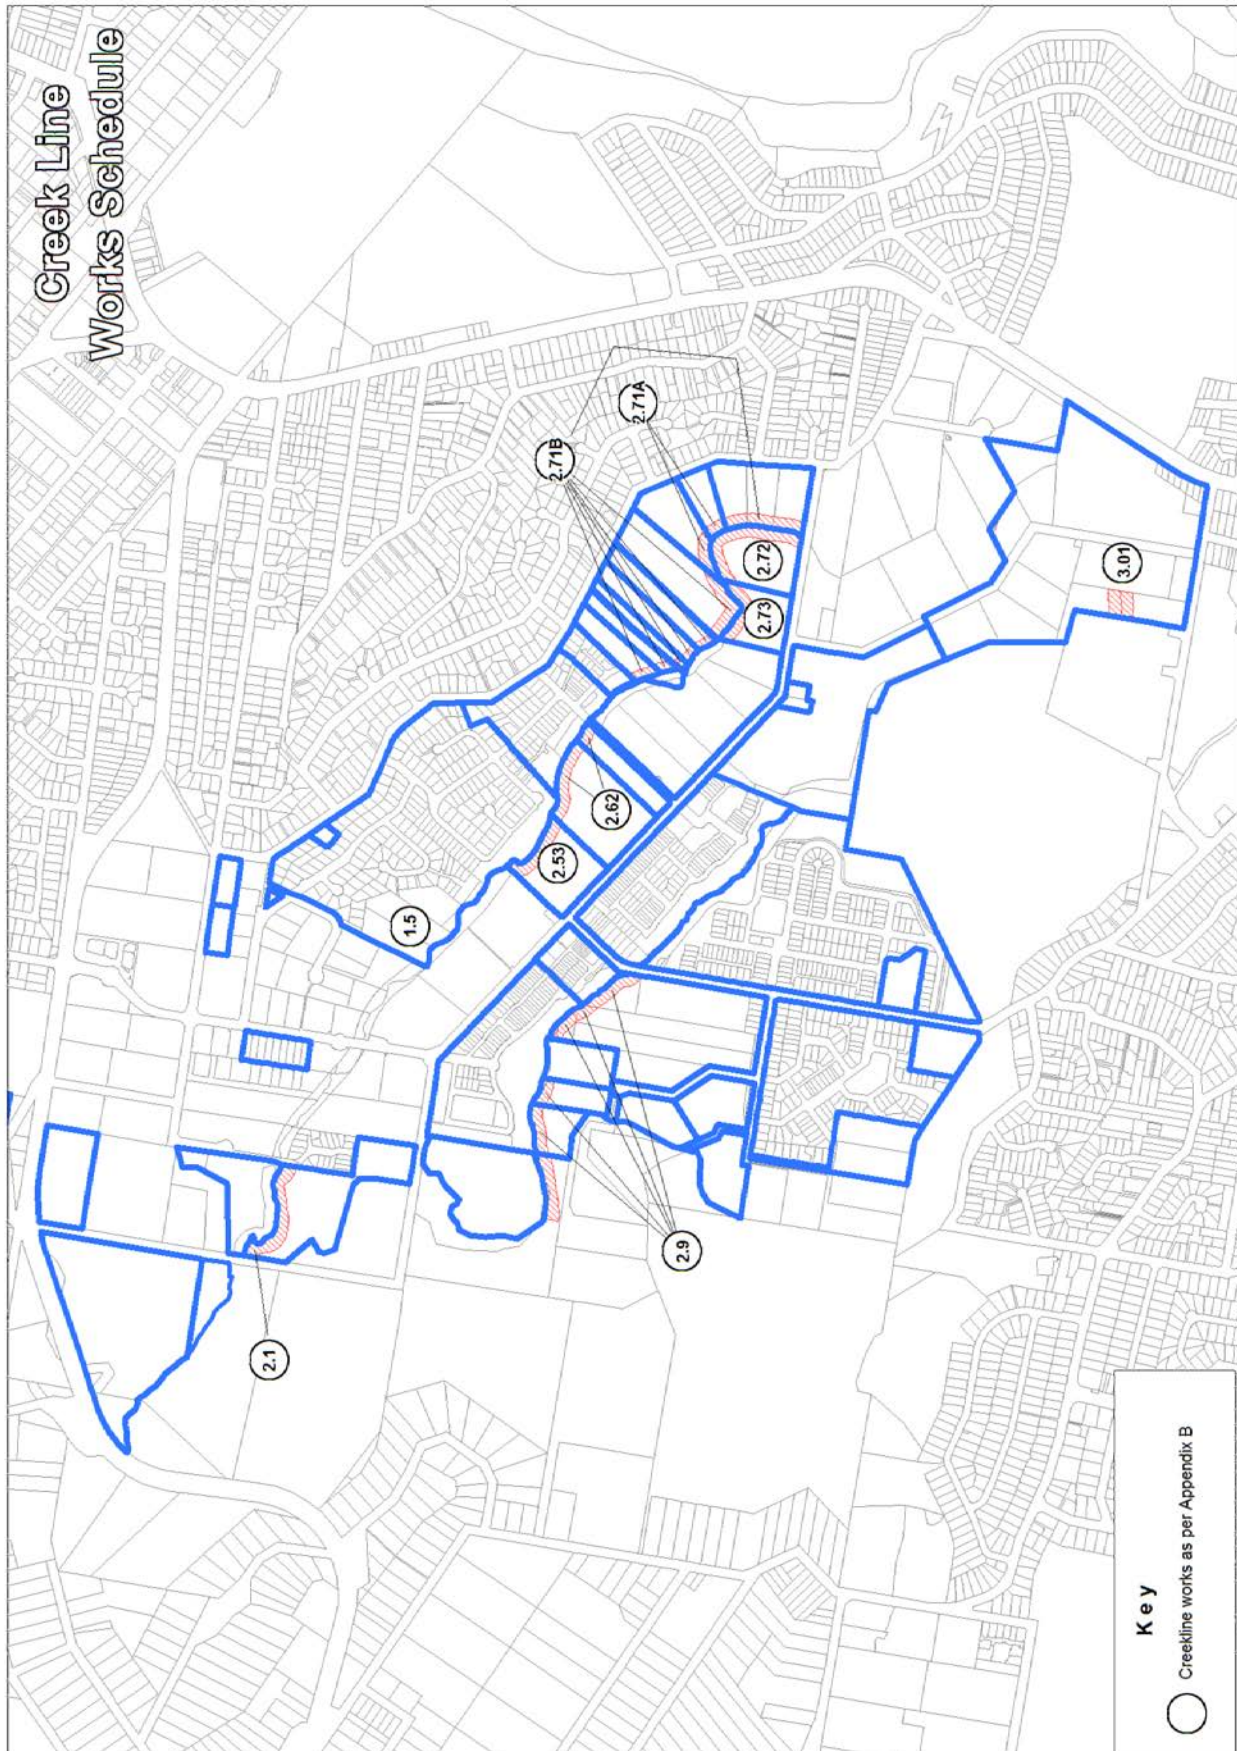 Creek Line
Works Schedule
2.1
1.5
2.9
2.53
2.62
2.71B
2.71A
2.73
2.72
3.01
Key
Creekline works as per Appendix B